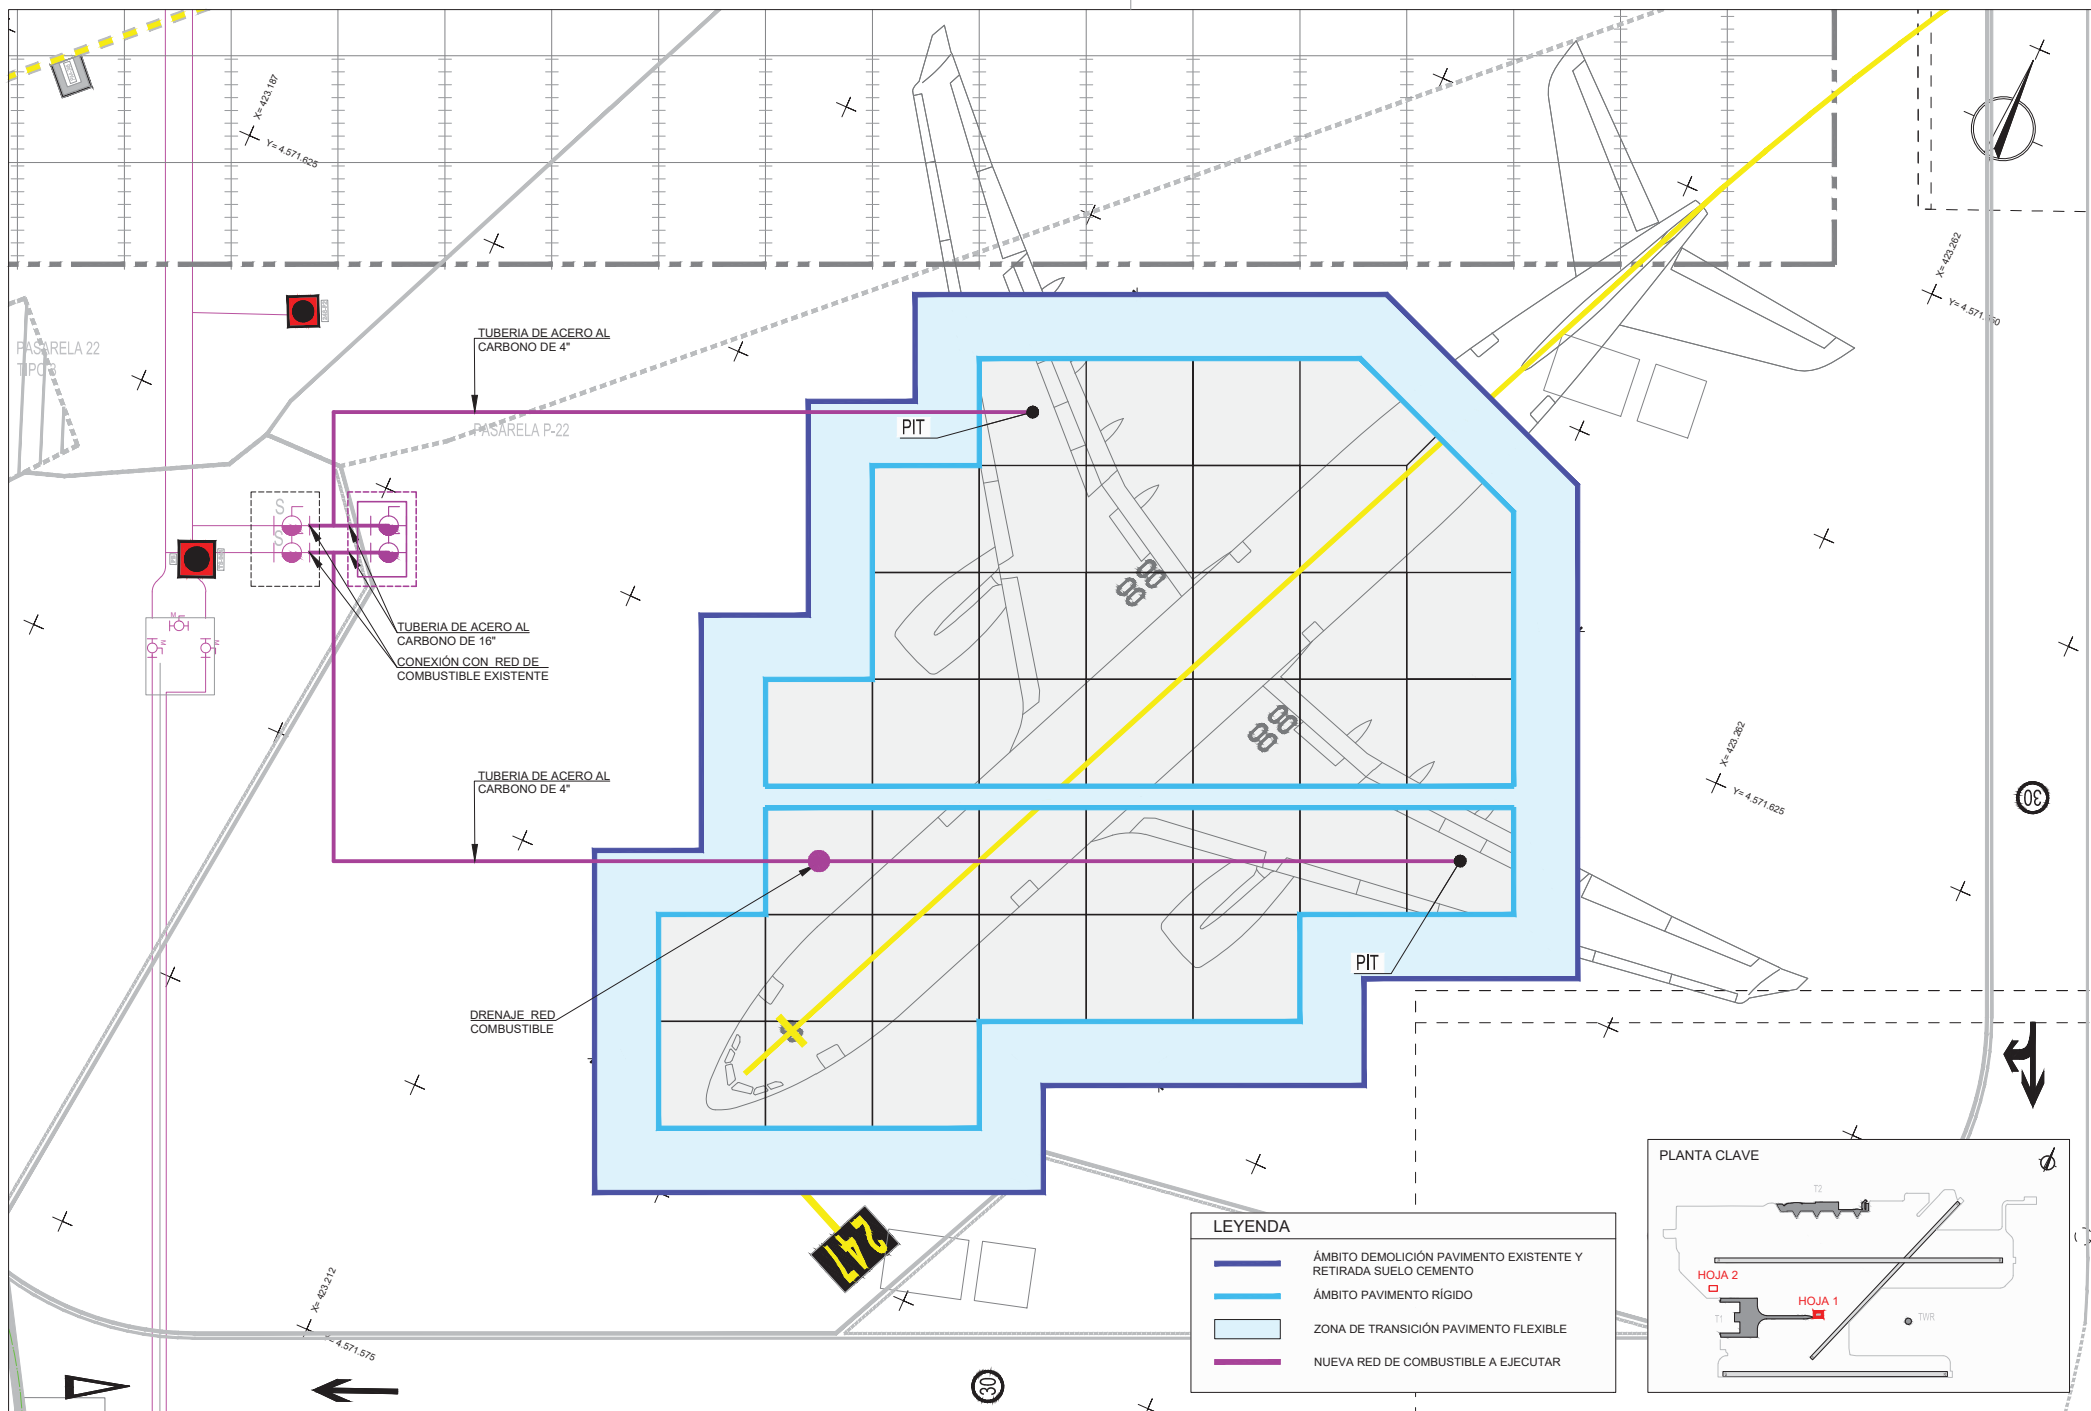 X= 423.187
Y= 4.571.625
X= 423.262
PASARELA 22
TUBERIA DE ACERO AL
CARBONO DE 4"
PASARELA P-22
PIT
S
S
TUBERIA DE ACERO AL
CARBONO DE 16"
CONEXIÓN CON RED DE
COMBUSTIBLE EXISTENTE
M
M
M
X= 423.262
Y= 4.571.625
TUBERIA DE ACERO AL
CARBONO DE 4"
30
PIT
DRENAJE RED
COMBUSTIBLE
247
X= 423.212
Y= 4.571.575
30
LEYENDA
ÁMBITO DEMOLICIÓN PAVIMENTO EXISTENTE Y
RETIRADA SUELO CEMENTO
ÁMBITO PAVIMENTO RÍGIDO
ZONA DE TRANSICIÓN PAVIMENTO FLEXIBLE
NUEVA RED DE COMBUSTIBLE A EJECUTAR
PLANTA CLAVE
T2
HOJA 2
HOJA 1
T1
TWR